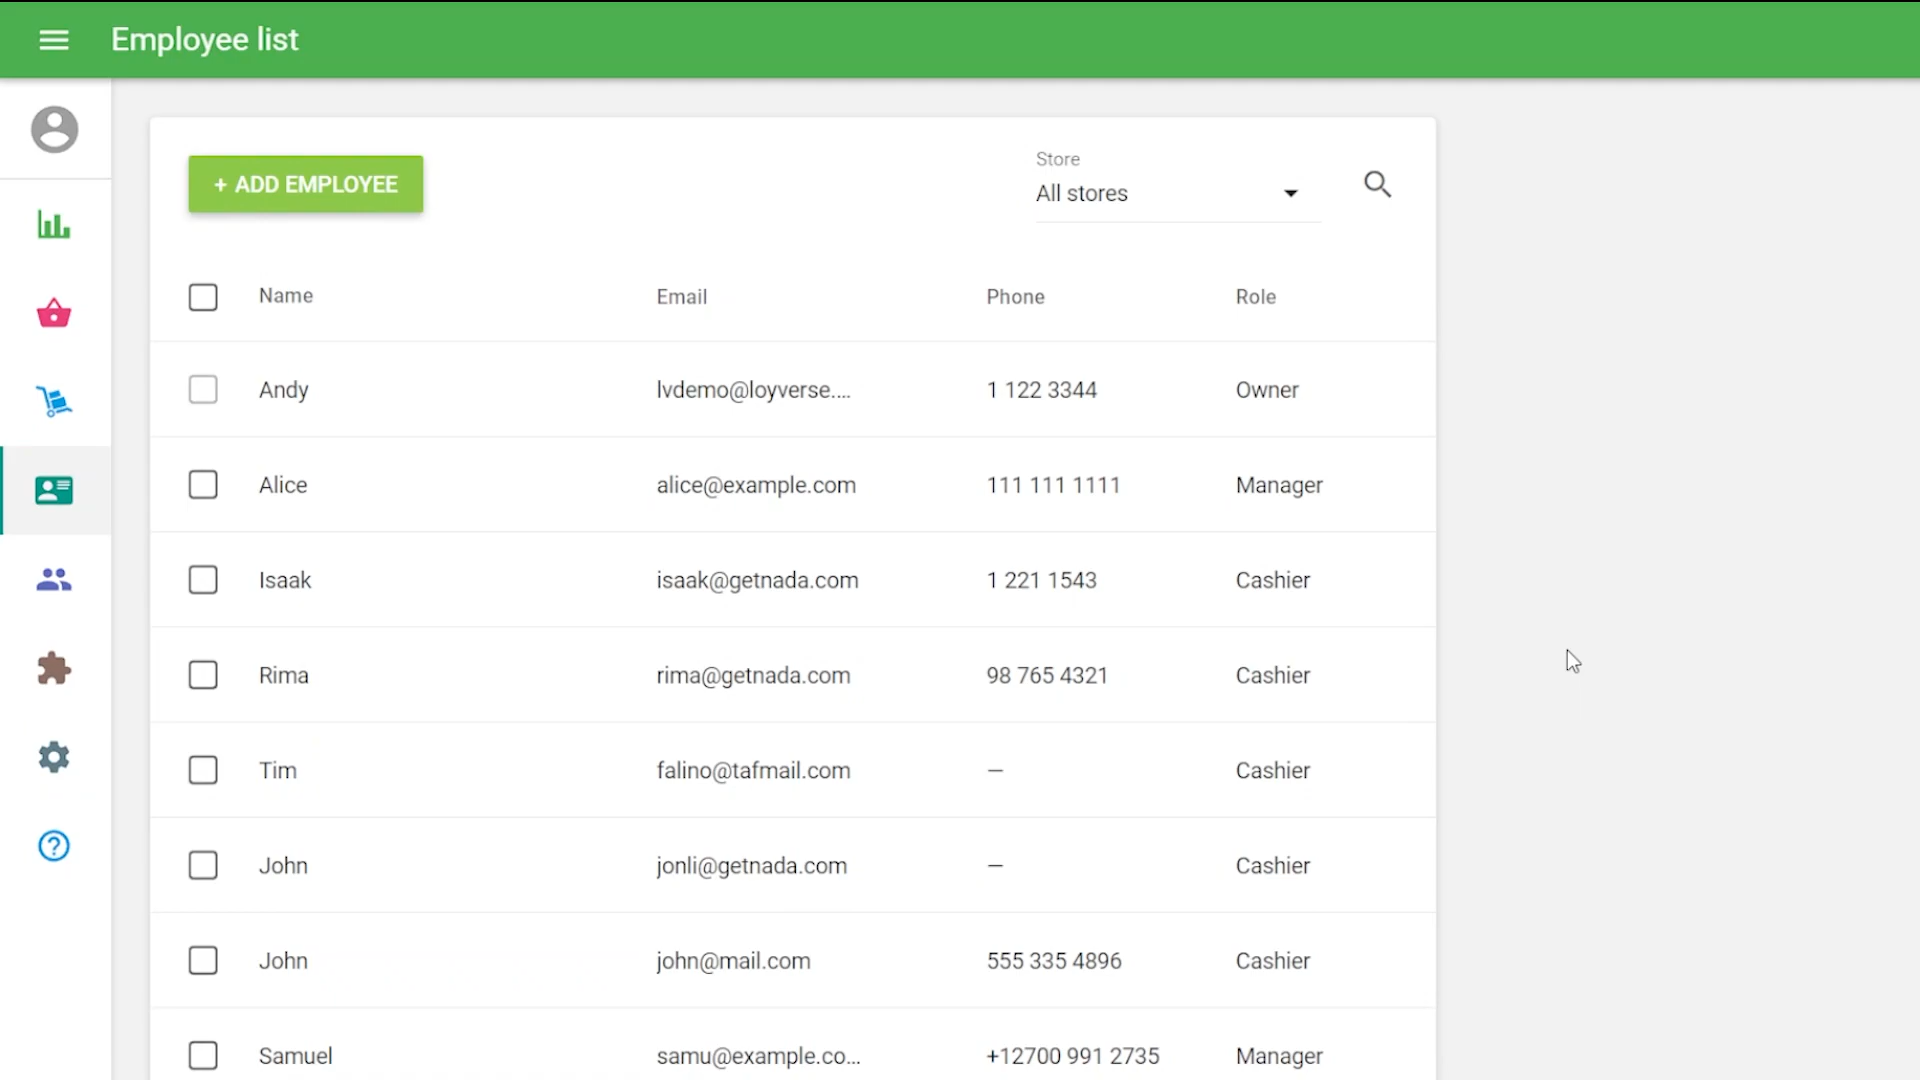 Employee list
+ ADD EMPLOYEE
Store
All stores
Name Email Phone Role
Andy lvdemo@loyverse.... 1 122 3344 Owner
Alice alice@example.com 111 111 1111 Manager
Isaak isaak@getnada.com 1 221 1543 Cashier
Rima rima@getnada.com 98 765 4321 Cashier
Tim falino@tafmail.com — Cashier
John jonli@getnada.com — Cashier
John john@mail.com 555 335 4896 Cashier
Samuel samu@example.co... +12700 991 2735 Manager